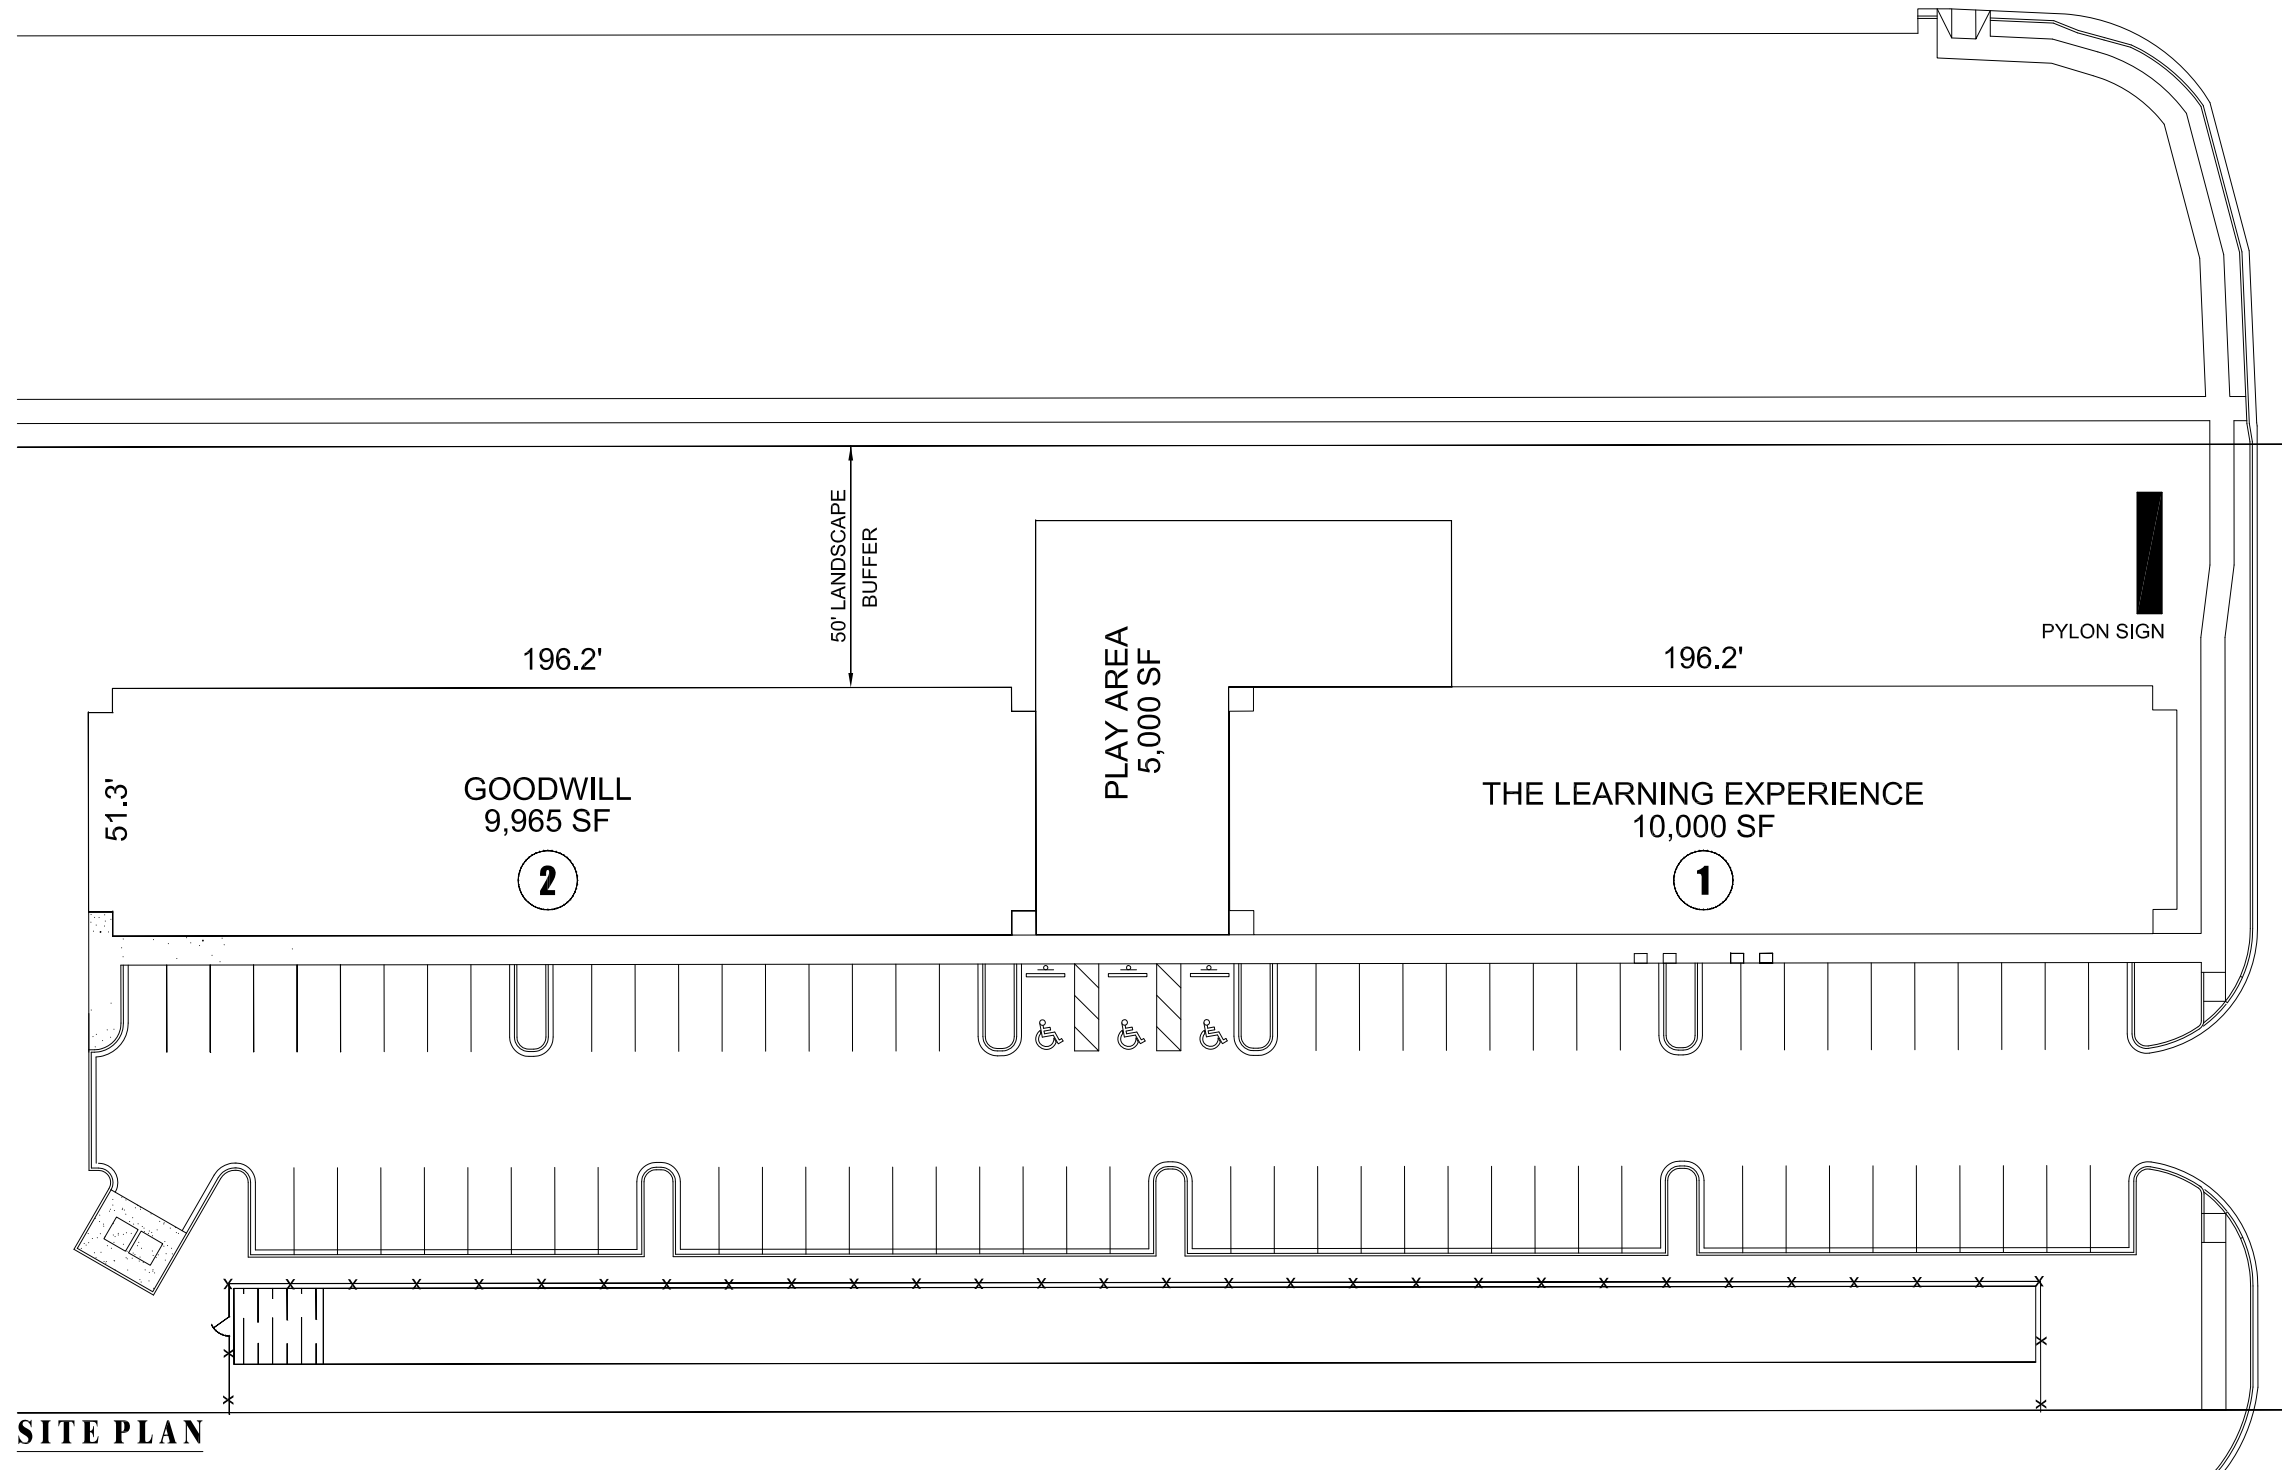 50' LANDSCAPE
BUFFER
PYLON SIGN
196.2'
PLAY AREA
5,000 SF
196.2'
51.3'
GOODWILL
9,965 SF
2
THE LEARNING EXPERIENCE
10,000 SF
1
SITE PLAN